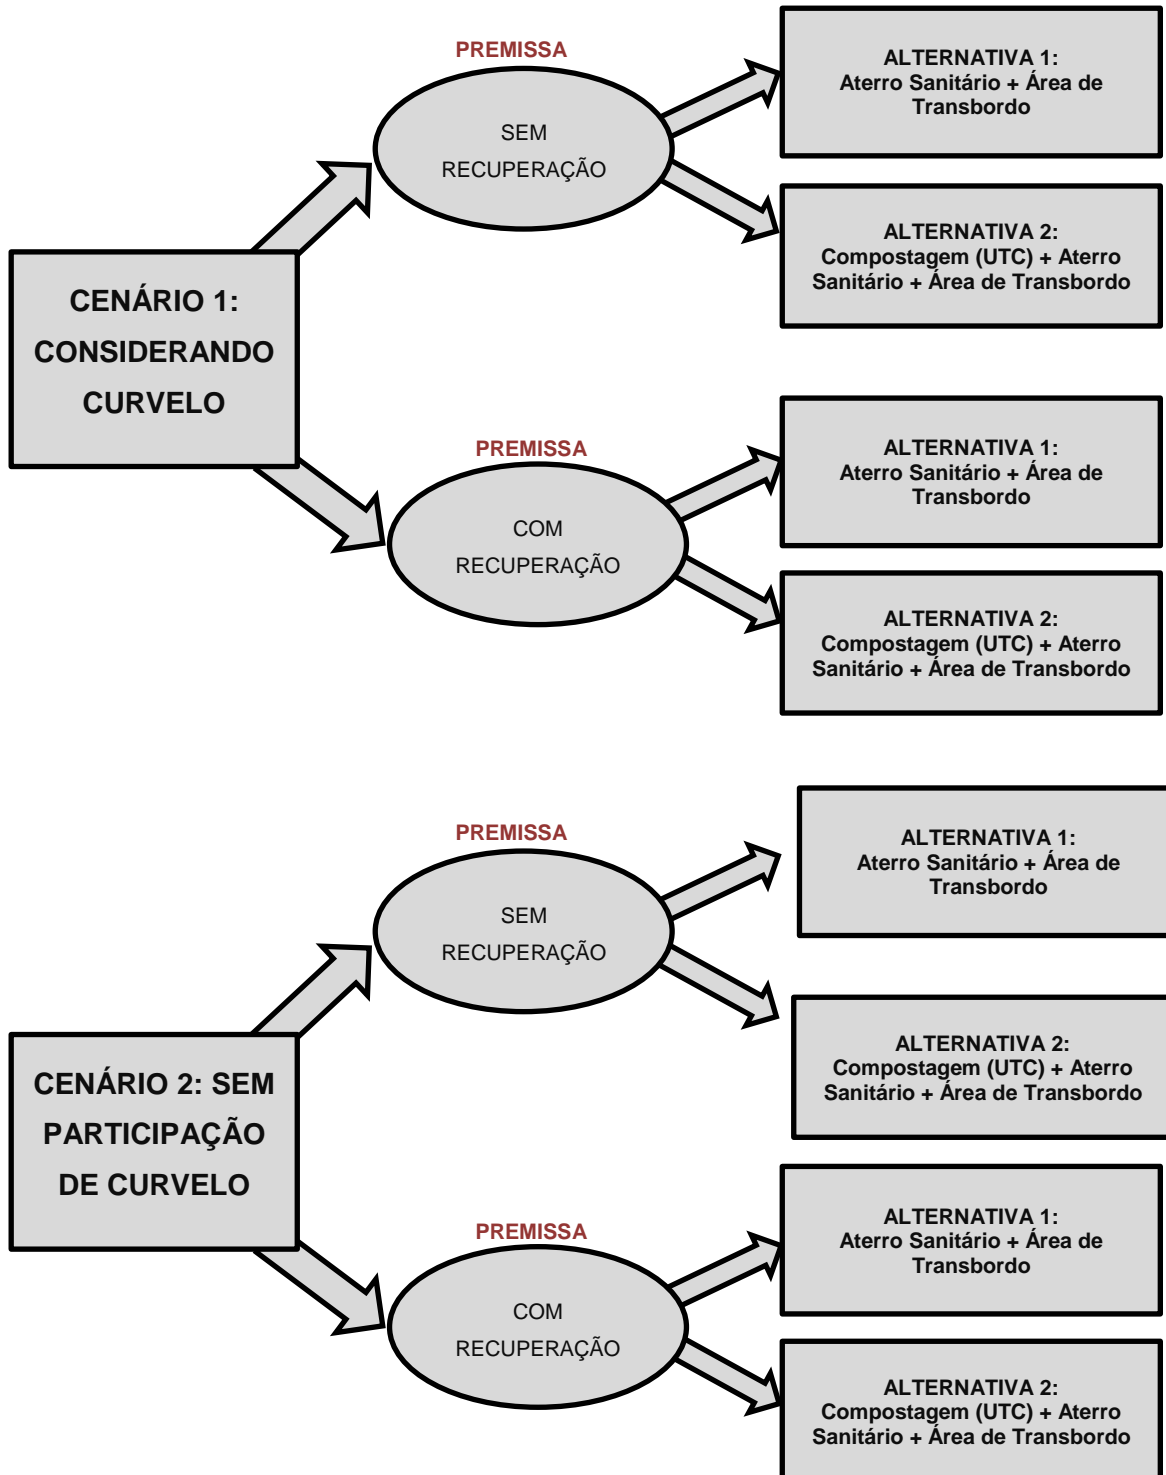 PREMISSA
SEM
RECUPERAÇÃO
ALTERNATIVA 1:
Aterro Sanitário + Área de
Transbordo
ALTERNATIVA 2:
Compostagem (UTC) + Aterro
Sanitário + Área de Transbordo
CENÁRIO 1:
CONSIDERANDO
CURVELO
PREMISSA
COM
RECUPERAÇÃO
ALTERNATIVA 1:
Aterro Sanitário + Área de
Transbordo
ALTERNATIVA 2:
Compostagem (UTC) + Aterro
Sanitário + Área de Transbordo
PREMISSA
SEM
RECUPERAÇÃO
ALTERNATIVA 1:
Aterro Sanitário + Área de
Transbordo
ALTERNATIVA 2:
Compostagem (UTC) + Aterro
Sanitário + Área de Transbordo
CENÁRIO 2: SEM
PARTICIPAÇÃO
DE CURVELO
PREMISSA
COM
RECUPERAÇÃO
ALTERNATIVA 1:
Aterro Sanitário + Área de
Transbordo
ALTERNATIVA 2:
Compostagem (UTC) + Aterro
Sanitário + Área de Transbordo